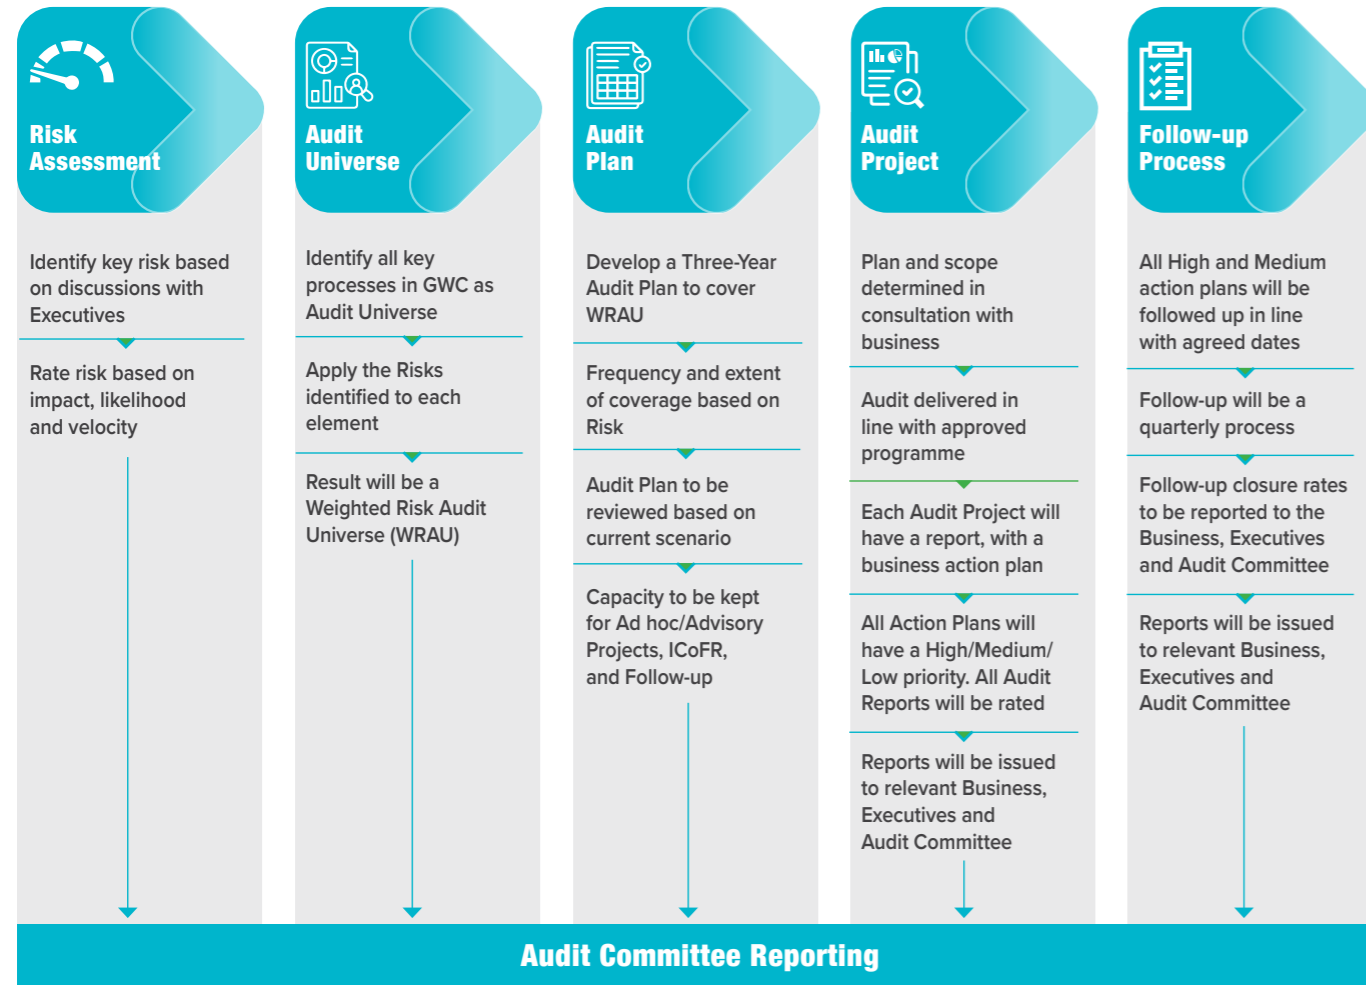 Risk
Assessment
Identify key risk based
on discussions with
Executives
Rate risk based on
impact, likelihood
and velocity
Audit
Universe
Identify all key
processes in GWC as
Audit Universe
Apply the Risks
identified to each
element
Result will be a
Weighted Risk Audit
Universe (WRAU)
Audit
Plan
Develop a Three-Year
Audit Plan to cover
WRAU
Frequency and extent
of coverage based on
Risk
Audit Plan to be
reviewed based on
current scenario
Capacity to be kept
for Ad hoc/Advisory
Projects, ICoFR,
and Follow-up
Audit
Project
Plan and scope
determined in
consultation with
business
Audit delivered in
line with approved
programme
Each Audit Project will
have a report, with a
business action plan
All Action Plans will
have a High/Medium/
Low priority. All Audit
Reports will be rated
Reports will be issued
to relevant Business,
Executives and
Audit Committee
Follow-up
Process
All High and Medium
action plans will be
followed up in line
with agreed dates
Follow-up will be a
quarterly process
Follow-up closure rates
to be reported to the
Business, Executives
and Audit Committee
Reports will be issued
to relevant Business,
Executives and
Audit Committee
Audit Committee Reporting